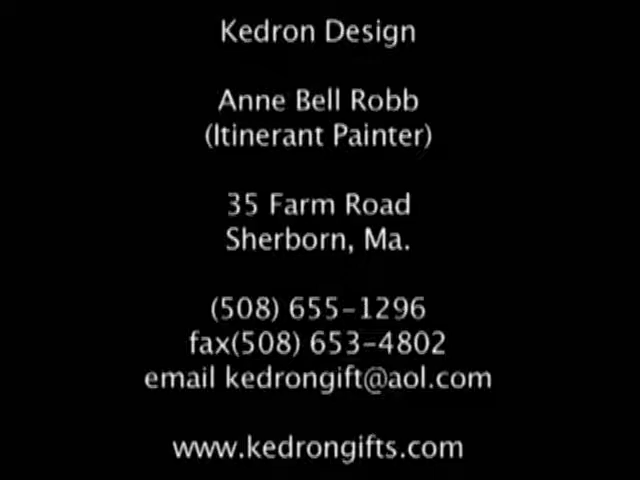 Kedron Design
Anne Bell Robb
(Itinerant Painter)
35 Farm Road
Sherborn, Ma.
(508) 655-1296
fax(508) 653-4802
email kedrongift@aol.com
www.kedrongifts.com